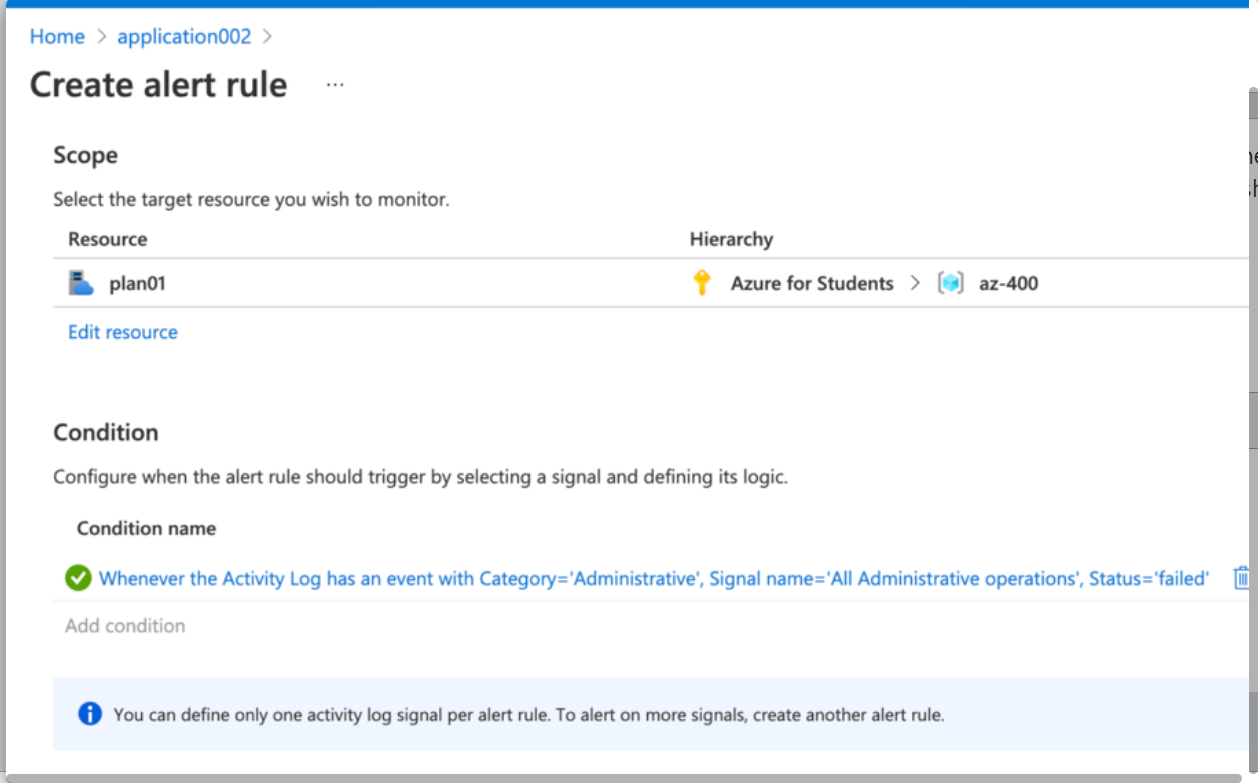 Home > application002 >
Create alert rule ...
Scope
Select the target resource you wish to monitor.
Resource Hierarchy
plan01 Azure for Students > az-400
Edit resource
Condition
Configure when the alert rule should trigger by selecting a signal and defining its logic.
Condition name
Whenever the Activity Log has an event with Category='Administrative', Signal name='All Administrative operations', Status='failed'
Add condition
You can define only one activity log signal per alert rule. To alert on more signals, create another alert rule.